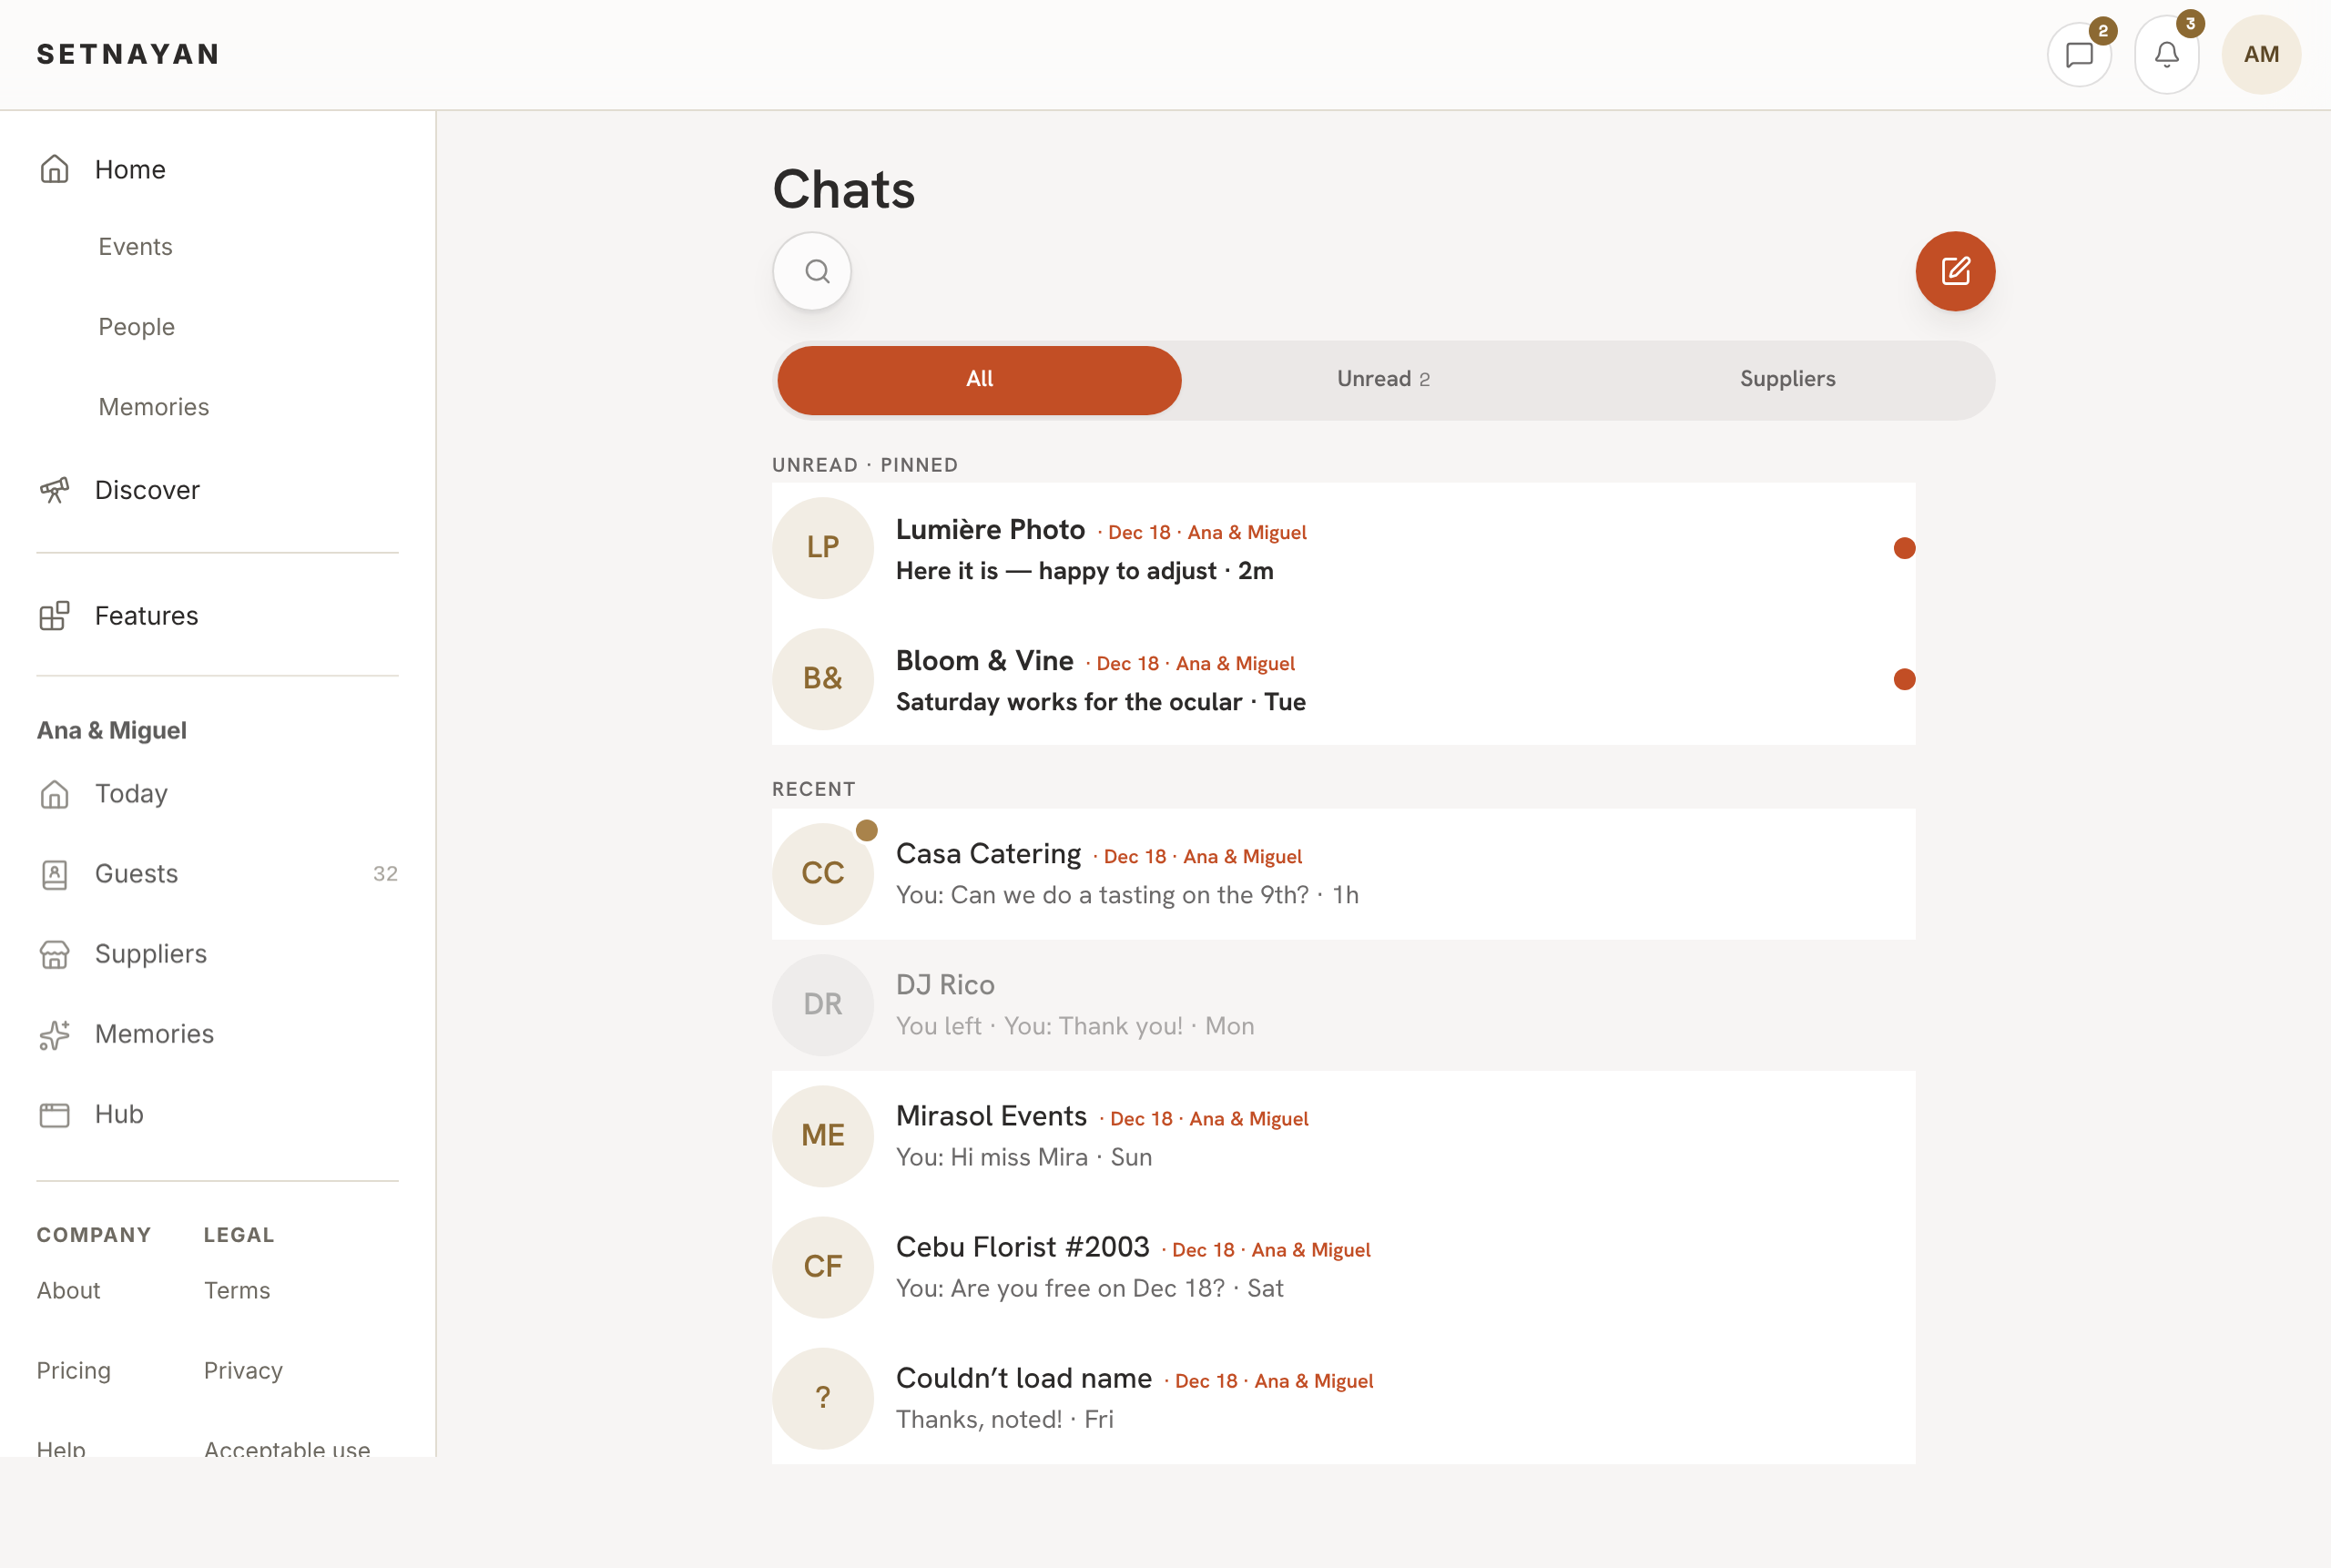 SETNAYAN
2
3
AM
Home
Events
People
Memories
Discover
Features
Ana & Miguel
Today
Guests 32
Suppliers
Memories
Hub
COMPANY LEGAL
About Terms
Pricing Privacy
Help Acceptable use
Chats
All Unread 2 Suppliers
UNREAD · PINNED
LP
Lumière Photo · Dec 18 · Ana & Miguel
Here it is — happy to adjust · 2m
B&
Bloom & Vine · Dec 18 · Ana & Miguel
Saturday works for the ocular · Tue
RECENT
CC
Casa Catering · Dec 18 · Ana & Miguel
You: Can we do a tasting on the 9th? · 1h
DR
DJ Rico
You left · You: Thank you! · Mon
ME
Mirasol Events · Dec 18 · Ana & Miguel
You: Hi miss Mira · Sun
CF
Cebu Florist #2003 · Dec 18 · Ana & Miguel
You: Are you free on Dec 18? · Sat
?
Couldn’t load name · Dec 18 · Ana & Miguel
Thanks, noted! · Fri